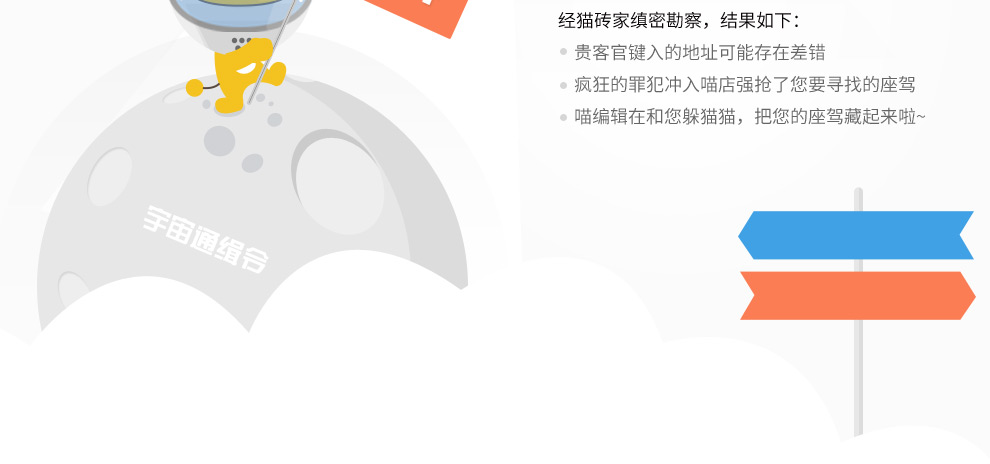 经猫砖家缜密勘察，结果如下：
贵客官键入的地址可能存在差错
疯狂的罪犯冲入喵店强抢了您要寻找的座驾
喵编辑在和您躲猫猫，把您的座驾藏起来啦~
宇宙通缉令